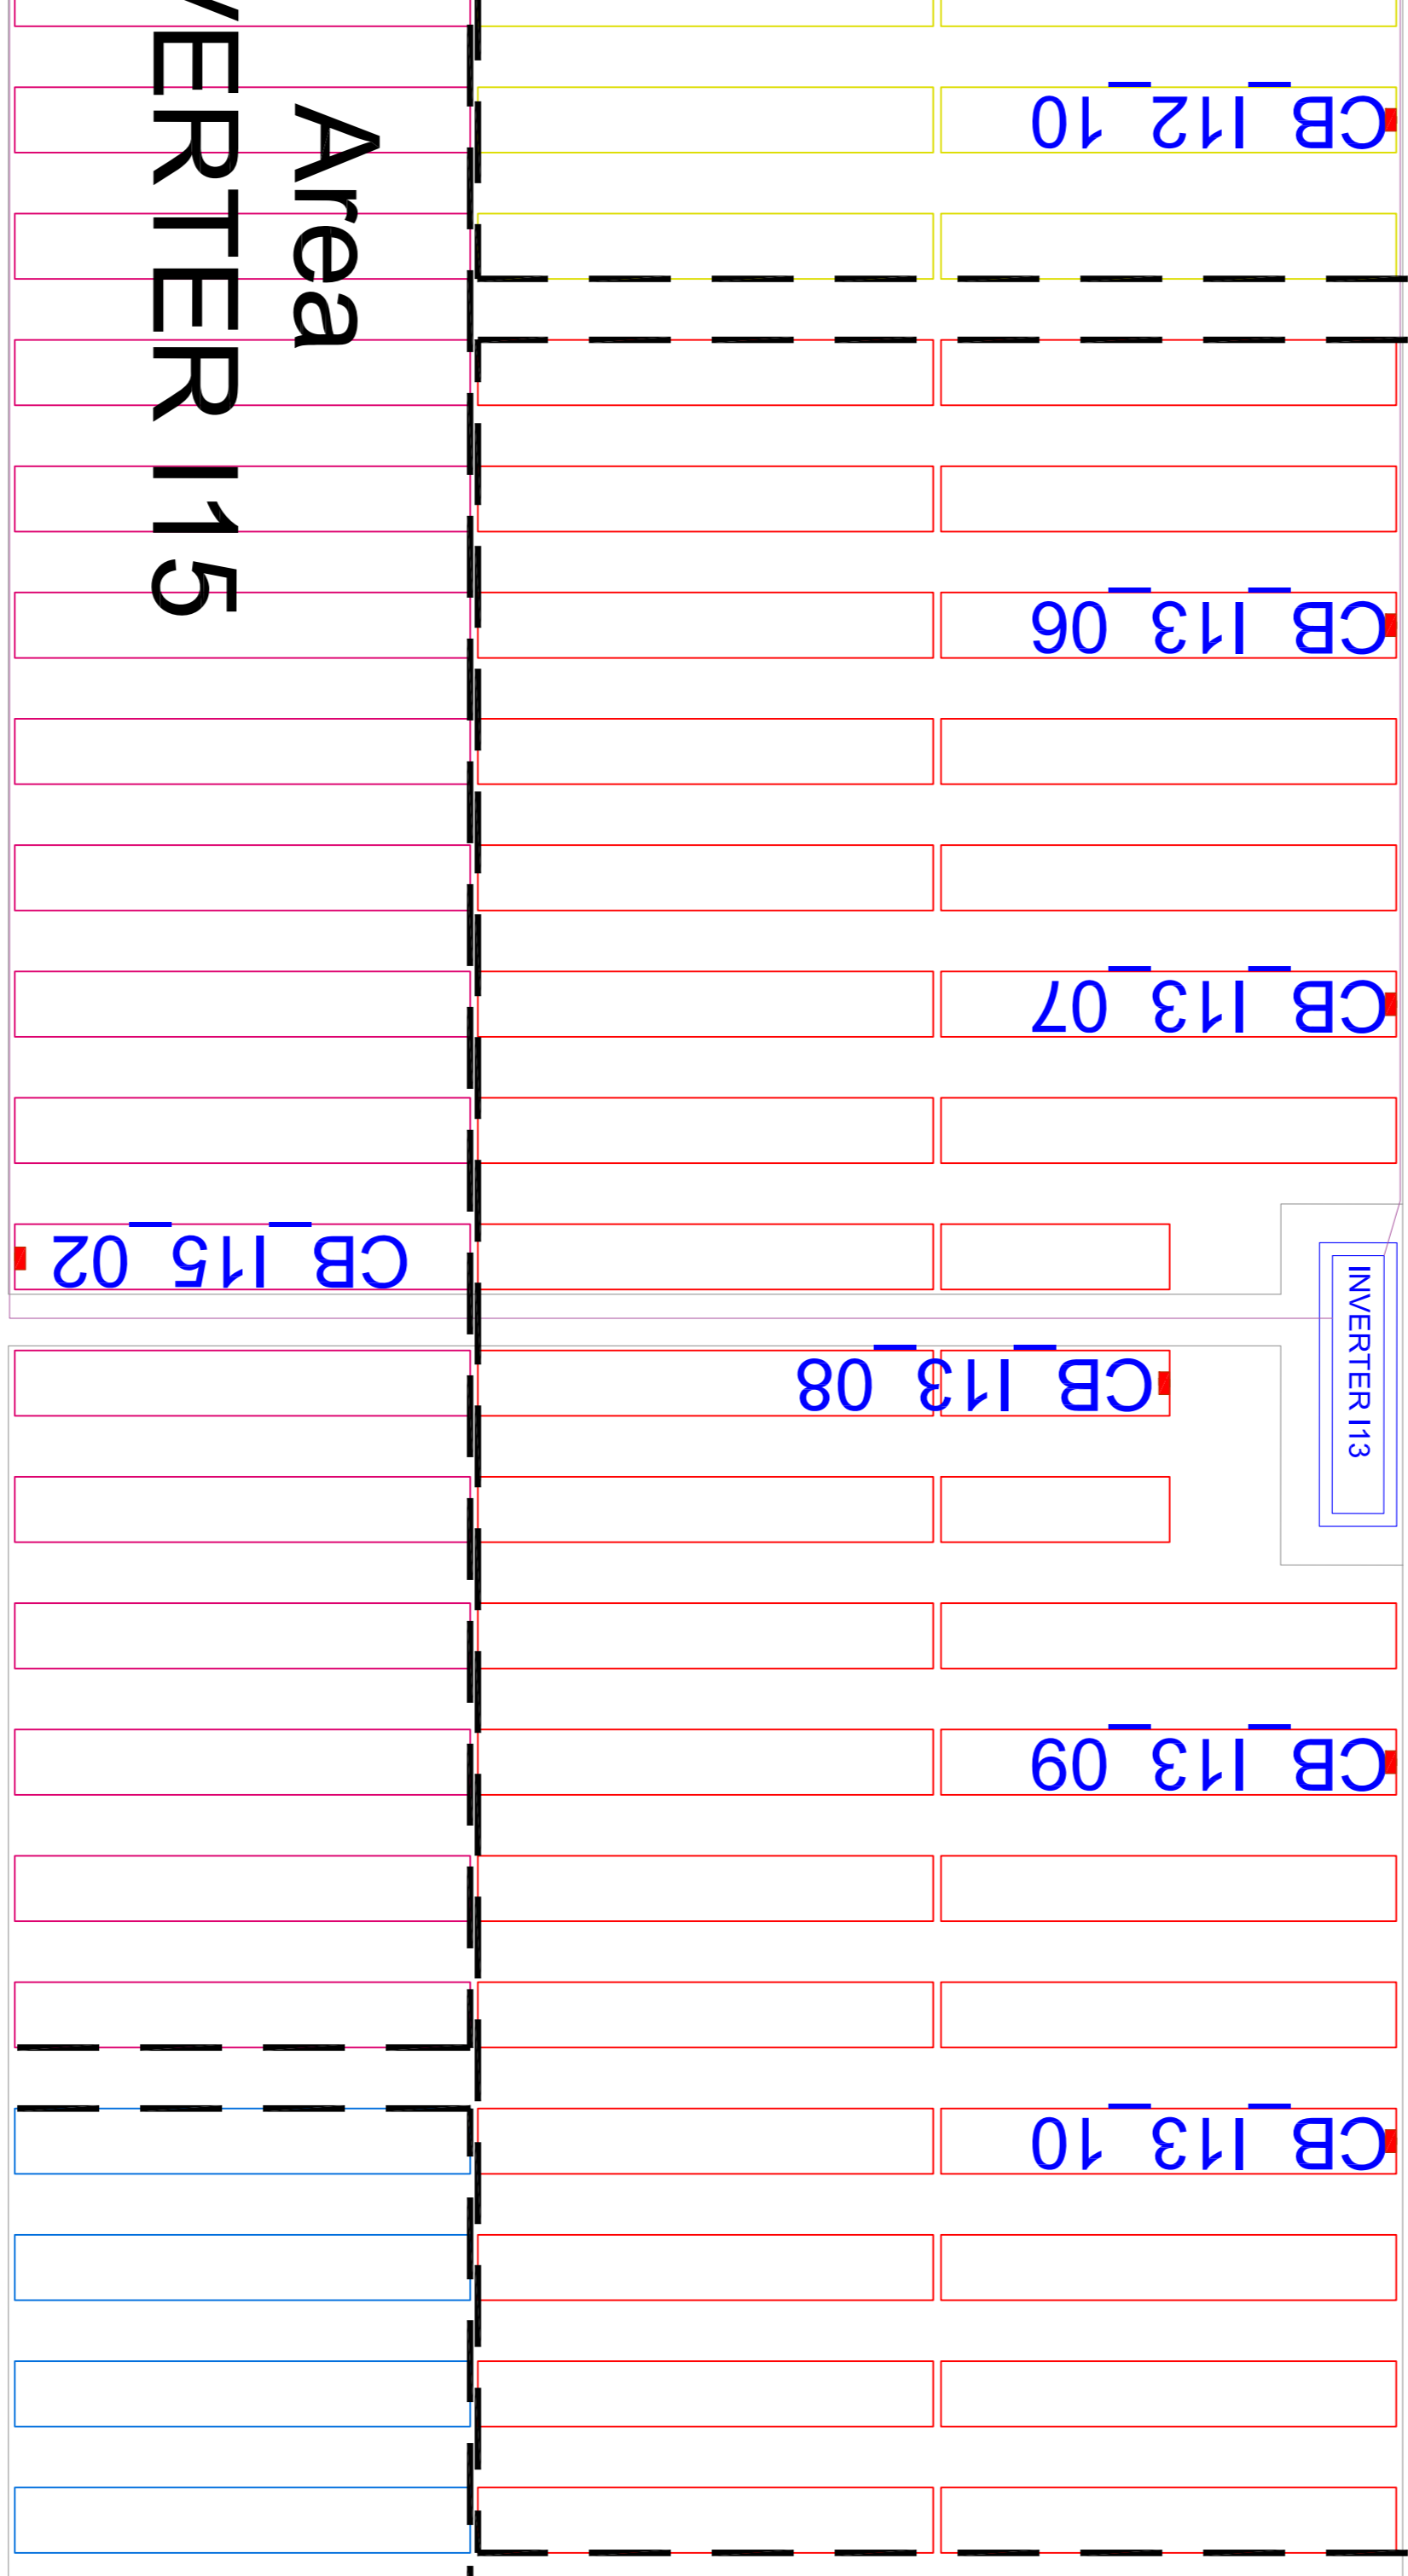 Area
VERTER I15
CB_I12_10
CB_I13_06
CB_I13_07
CB_I15_02
INVERTER I13
CB_I13_08
CB_I13_09
CB_I13_10